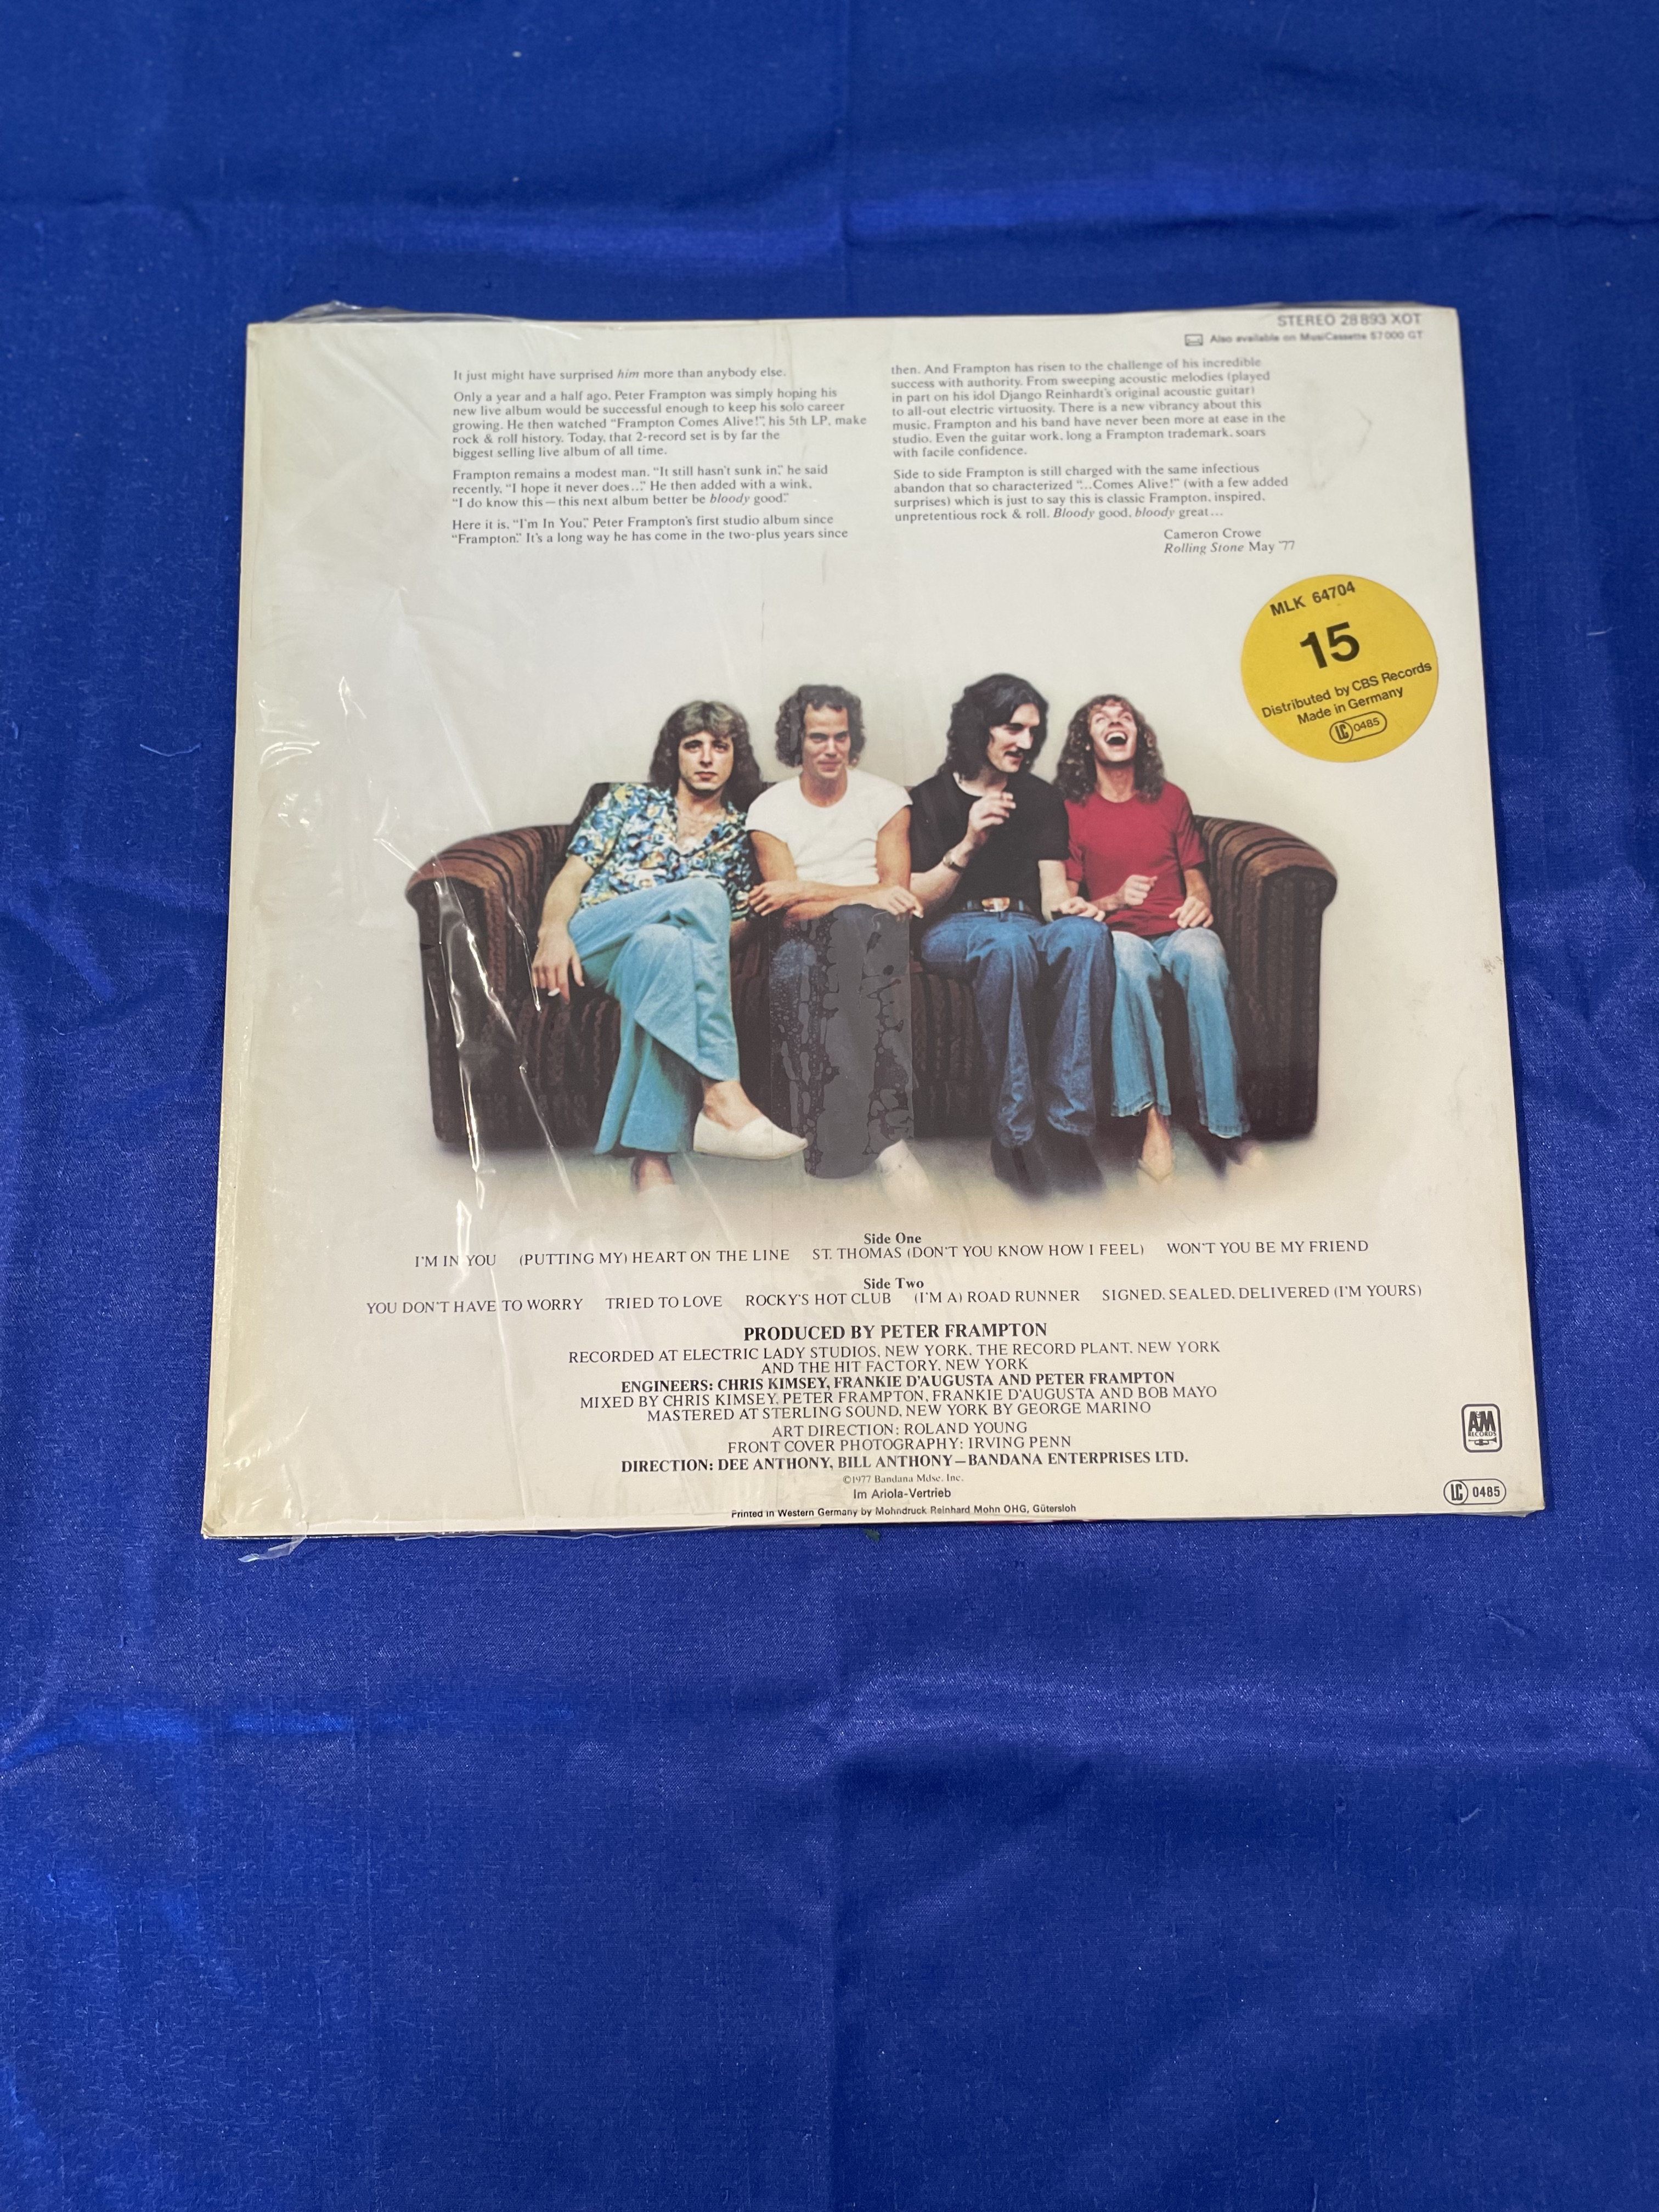 STEREO 28 893 XOT
Also available on MusiCassette 57 000 GT
It just might have surprised him more than anybody else.
Only a year and a half ago, Peter Frampton was simply hoping his
new live album would be successful enough to keep his solo career
growing. He then watched “Frampton Comes Alive!”, his 5th LP, make
rock & roll history. Today, that 2-record set is by far the
biggest selling live album of all time.
Frampton remains a modest man. “It still hasn't sunk in,” he said
recently. “I hope it never does...” He then added with a wink,
“I do know this—this next album better be bloody good.”
Here it is, “I'm In You.” Peter Frampton's first studio album since
“Frampton.” It's a long way he has come in the two-plus years since
then. And Frampton has risen to the challenge of his incredible
success with authority. From sweeping acoustic melodies (played
in part on his idol Django Reinhardt's original acoustic guitar)
to all-out electric virtuosity. There is a new vibrancy about this
music. Frampton and his band have never been more at ease in the
studio. Even the guitar work, long a Frampton trademark, soars
with facile confidence.
Side to side Frampton is still charged with the same infectious
abandon that so characterized “...Comes Alive!” (with a few added
surprises) which is just to say this is classic Frampton, inspired,
unpretentious rock & roll. Bloody good, bloody great...
Cameron Crowe
Rolling Stone May '77
MLK 64704
15
Distributed by CBS Records
Made in Germany
LC 0485
Side One
I'M IN YOU (PUTTING MY) HEART ON THE LINE ST. THOMAS (DON'T YOU KNOW HOW I FEEL) WON'T YOU BE MY FRIEND
Side Two
YOU DON'T HAVE TO WORRY TRIED TO LOVE ROCKY'S HOT CLUB (I'M A) ROAD RUNNER SIGNED, SEALED, DELIVERED (I'M YOURS)
PRODUCED BY PETER FRAMPTON
RECORDED AT ELECTRIC LADY STUDIOS, NEW YORK, THE RECORD PLANT, NEW YORK
AND THE HIT FACTORY, NEW YORK
ENGINEERS: CHRIS KIMSEY, FRANKIE D'AUGUSTA AND PETER FRAMPTON
MIXED BY CHRIS KIMSEY, PETER FRAMPTON, FRANKIE D'AUGUSTA AND BOB MAYO
MASTERED AT STERLING SOUND, NEW YORK BY GEORGE MARINO
ART DIRECTION: ROLAND YOUNG
FRONT COVER PHOTOGRAPHY: IRVING PENN
DIRECTION: DEE ANTHONY, BILL ANTHONY—BANDANA ENTERPRISES LTD.
©1977 Bandana Mdse. Inc.
Im Ariola-Vertrieb
Printed in Western Germany by Mohndruck Reinhard Mohn OHG, Gütersloh
AM
RECORDS
LC 0485